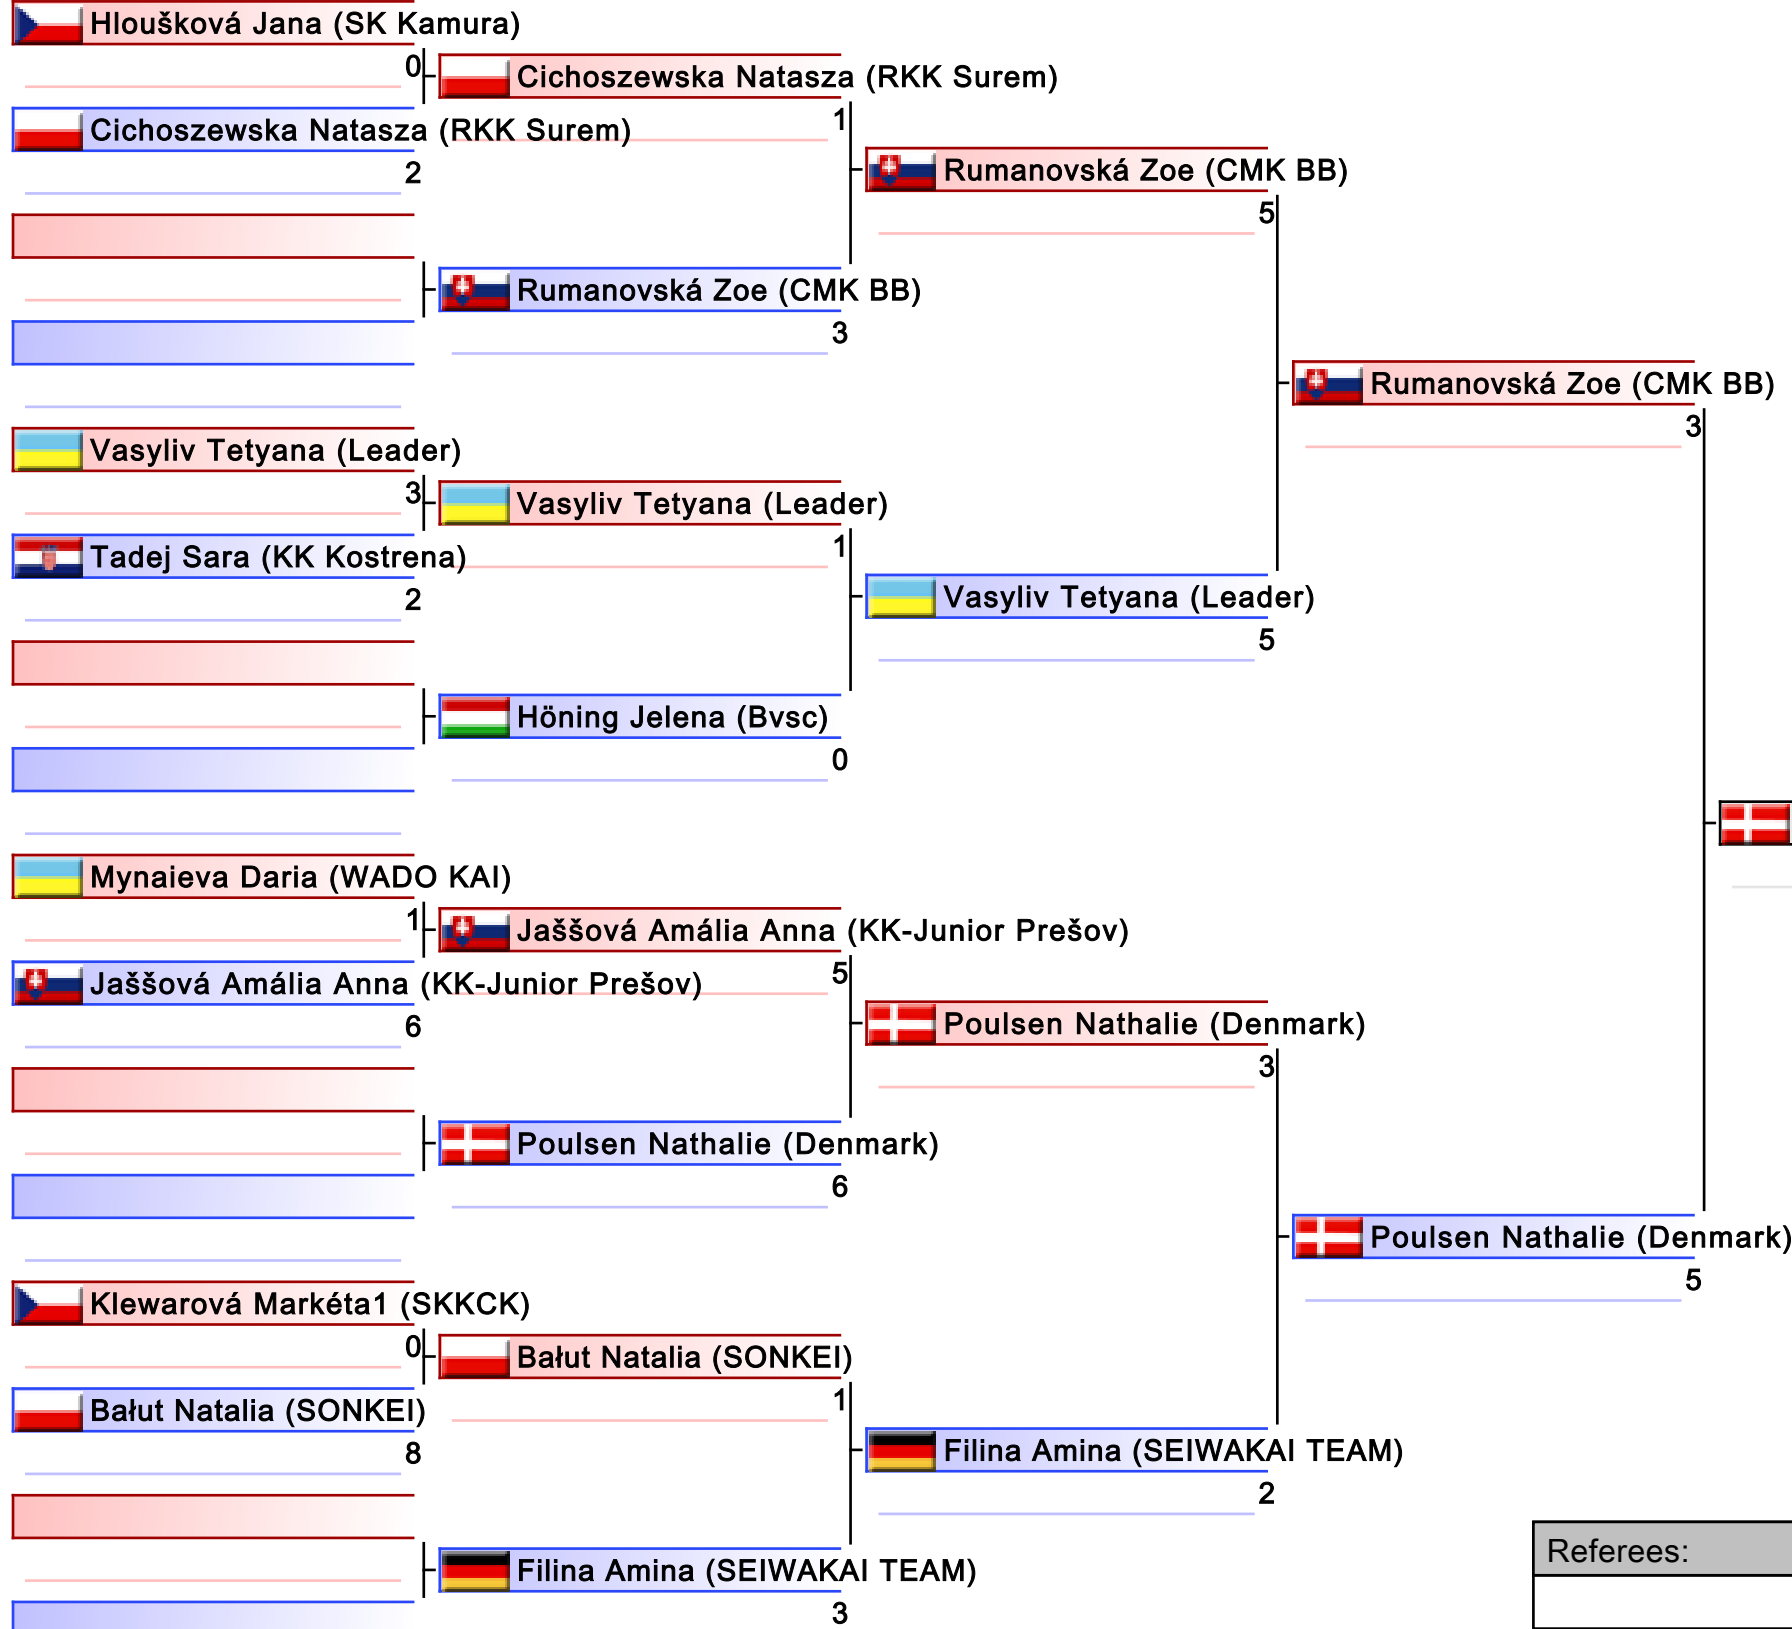 Hloušková Jana (SK Kamura)
0
Cichoszewska Natasza (RKK Surem)
Cichoszewska Natasza (RKK Surem)
1
2
Rumanovská Zoe (CMK BB)
5
Rumanovská Zoe (CMK BB)
3
Rumanovská Zoe (CMK BB)
3
Vasyliv Tetyana (Leader)
3
Vasyliv Tetyana (Leader)
1
Tadej Sara (KK Kostrena)
2
Vasyliv Tetyana (Leader)
5
Höning Jelena (Bvsc)
0
Mynaieva Daria (WADO KAI)
1
Jaššová Amália Anna (KK-Junior Prešov)
5
Jaššová Amália Anna (KK-Junior Prešov)
6
Poulsen Nathalie (Denmark)
3
Poulsen Nathalie (Denmark)
6
Poulsen Nathalie (Denmark)
5
Klewarová Markéta1 (SKKCK)
0
Bałut Natalia (SONKEI)
1
Bałut Natalia (SONKEI)
8
Filina Amina (SEIWAKAI TEAM)
2
Filina Amina (SEIWAKAI TEAM)
3
Referees: